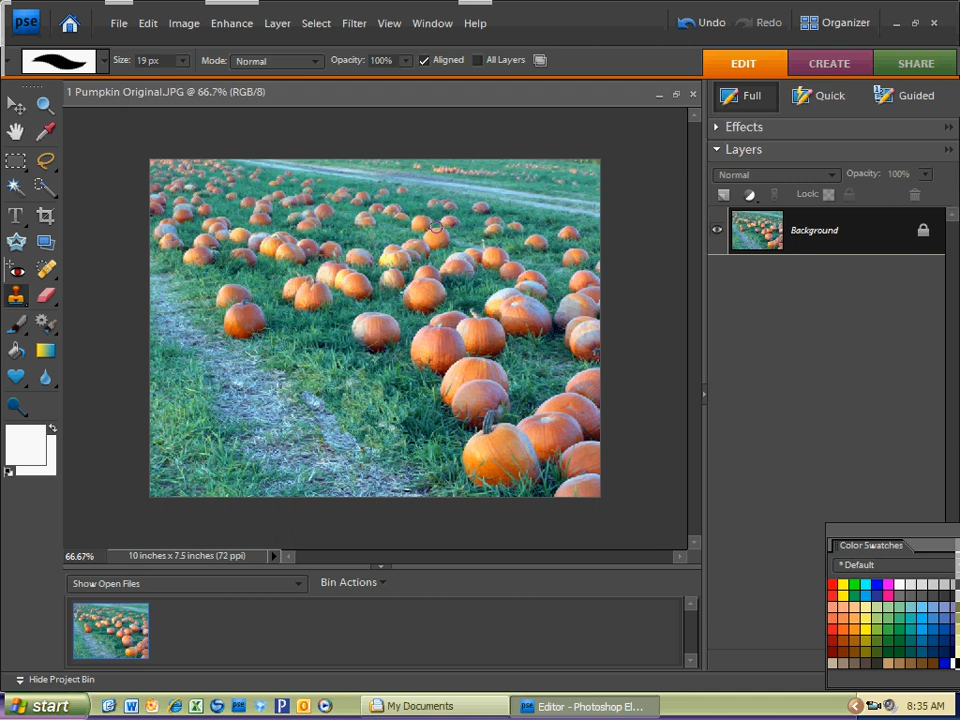 pse File Edit Image Enhance Layer Select Filter View Window Help Undo Redo Organizer
Size: 19 px Mode: Normal Opacity: 100% Aligned All Layers EDIT CREATE SHARE
1 Pumpkin Original.JPG @ 66.7% (RGB/8)
Full Quick Guided
Effects
Layers
Normal Opacity: 100%
Lock:
Background
T
66.67% 10 inches x 7.5 inches (72 ppi)
Color Swatches
*Default
Show Open Files Bin Actions
Hide Project Bin
start My Documents Editor - Photoshop El... 8:35 AM